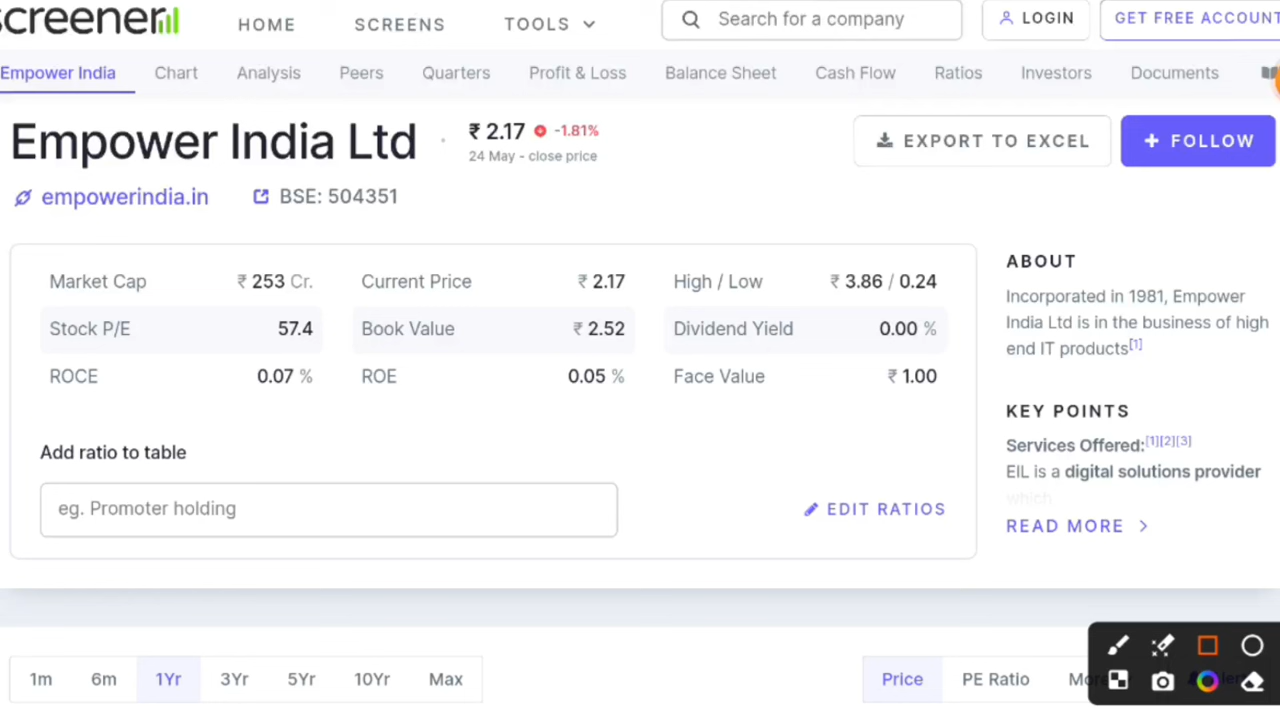 screener
HOME SCREENS TOOLS
Search for a company
LOGIN
GET FREE ACCOUNT
Empower India Chart Analysis Peers Quarters Profit & Loss Balance Sheet Cash Flow Ratios Investors Documents
Empower India Ltd
₹ 2.17 -1.81%
24 May - close price
EXPORT TO EXCEL
+ FOLLOW
empowerindia.in
BSE: 504351
Market Cap ₹ 253 Cr.
Current Price ₹ 2.17
High / Low ₹ 3.86 / 0.24
Stock P/E 57.4
Book Value ₹ 2.52
Dividend Yield 0.00 %
ROCE 0.07 %
ROE 0.05 %
Face Value ₹ 1.00
Add ratio to table
eg. Promoter holding
EDIT RATIOS
ABOUT
Incorporated in 1981, Empower
India Ltd is in the business of high
end IT products[1]
KEY POINTS
Services Offered:[1][2][3]
EIL is a digital solutions provider
which
READ MORE
1m 6m 1Yr 3Yr 5Yr 10Yr Max
Price PE Ratio